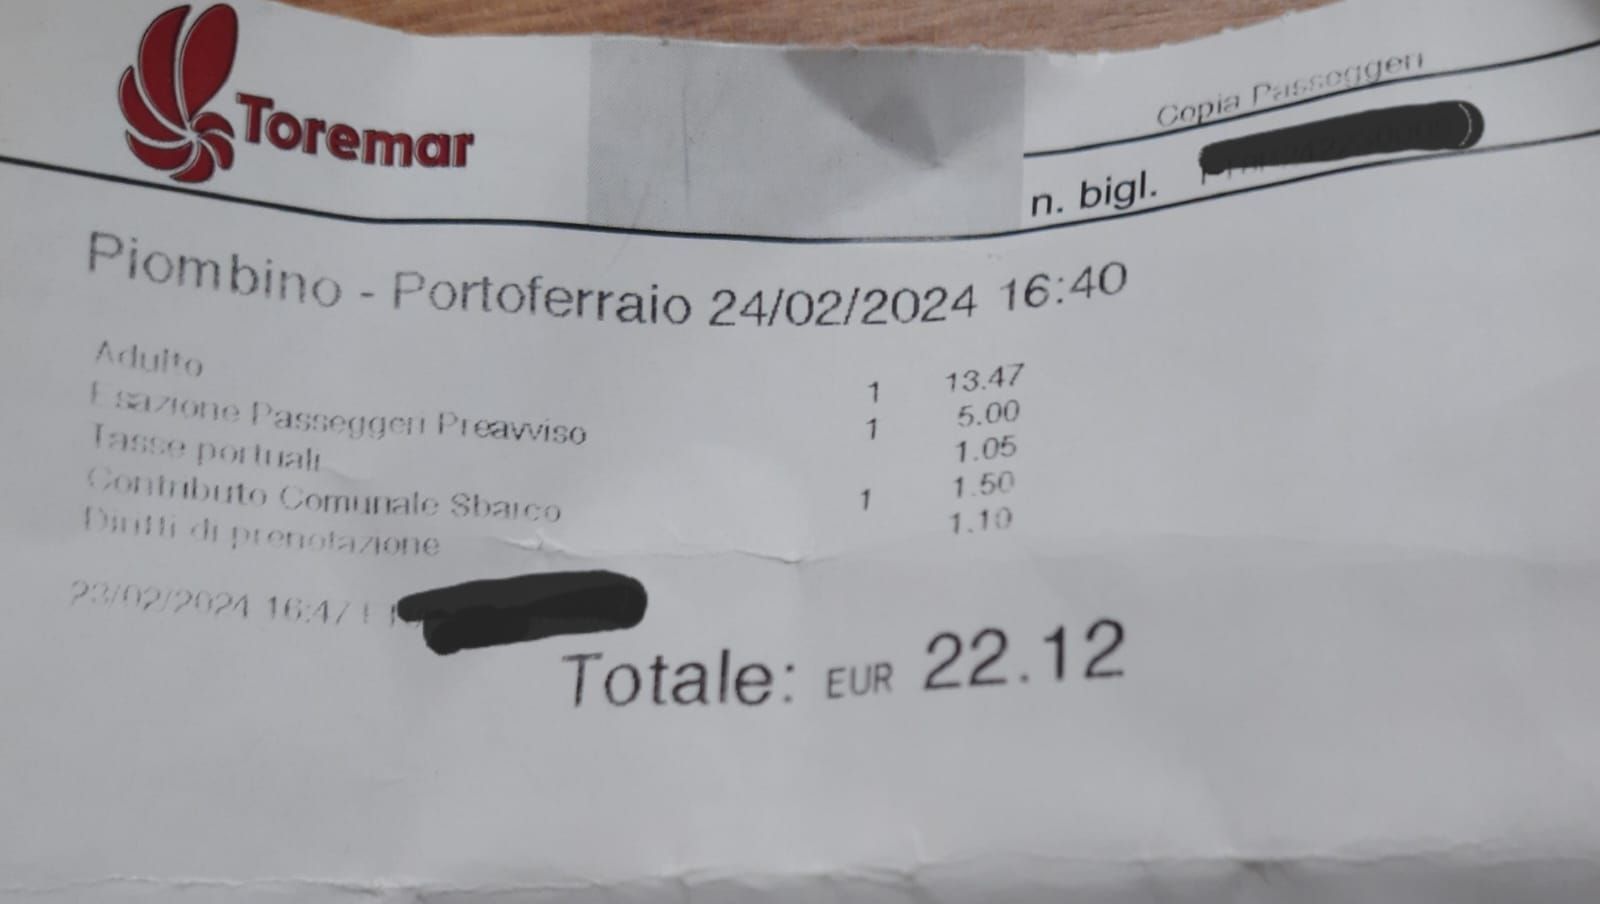 Toremar
Copia Passeggeri
n. bigl.
Piombino - Portoferraio 24/02/2024 16:40
Adulto 1 13.47
Esazione Passeggeri Preavviso 1 5.00
Tasse portuali 1.05
Contributo Comunale Sbarco 1 1.50
Diritti di prenotazione 1.10
23/02/2024 16:47
Totale: EUR 22.12